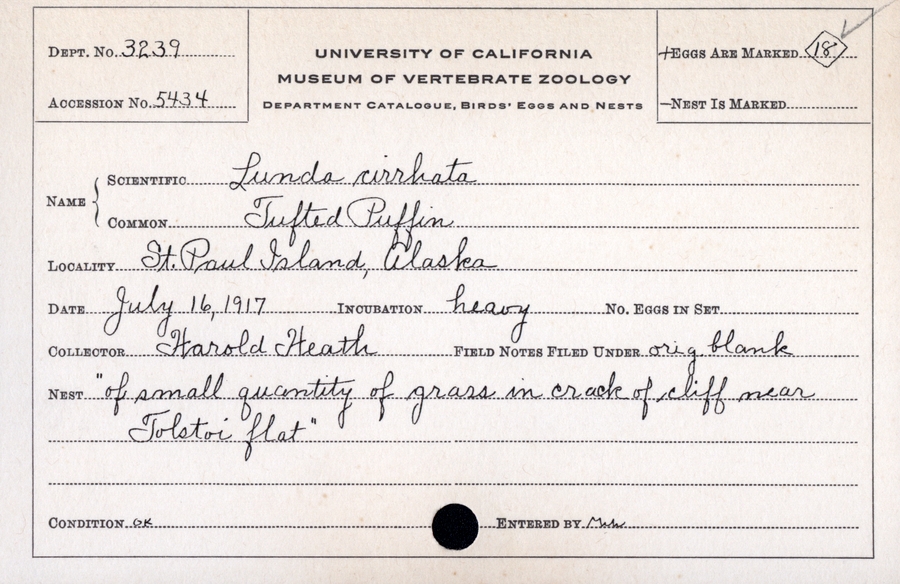 DEPT. No. 3239
ACCESSION No. 5434
UNIVERSITY OF CALIFORNIA
MUSEUM OF VERTEBRATE ZOOLOGY
DEPARTMENT CATALOGUE, BIRDS' EGGS AND NESTS
+EGGS ARE MARKED 18
—NEST IS MARKED
NAME
SCIENTIFIC Lunda cirrhata
COMMON Tufted Puffin
LOCALITY St. Paul Island, Alaska
DATE July 16, 1917 INCUBATION heavy No. EGGS IN SET
COLLECTOR Harold Heath FIELD NOTES FILED UNDER orig blank
NEST "of small quantity of grass in crack of cliff near
Tolstoi flat"
CONDITION OK ENTERED BY